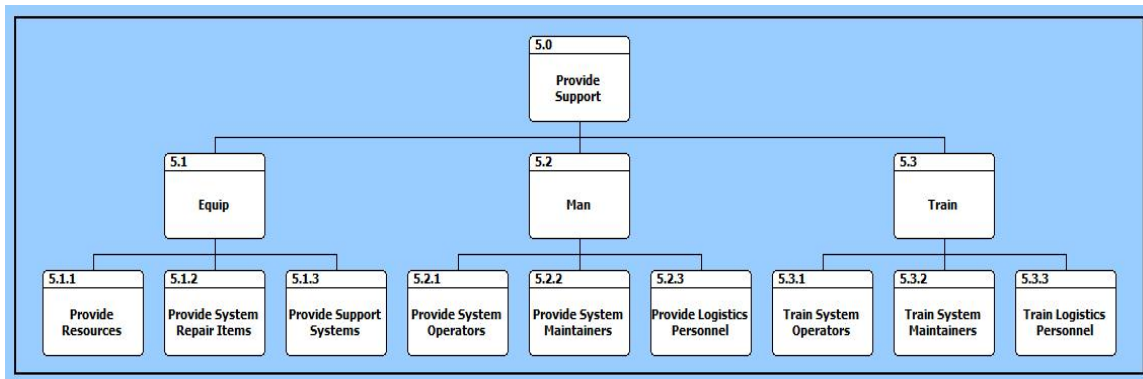 5.0
Provide
Support
5.1
Equip
5.2
Man
5.3
Train
5.1.1
Provide
Resources
5.1.2
Provide System
Repair Items
5.1.3
Provide Support
Systems
5.2.1
Provide System
Operators
5.2.2
Provide System
Maintainers
5.2.3
Provide Logistics
Personnel
5.3.1
Train System
Operators
5.3.2
Train System
Maintainers
5.3.3
Train Logistics
Personnel